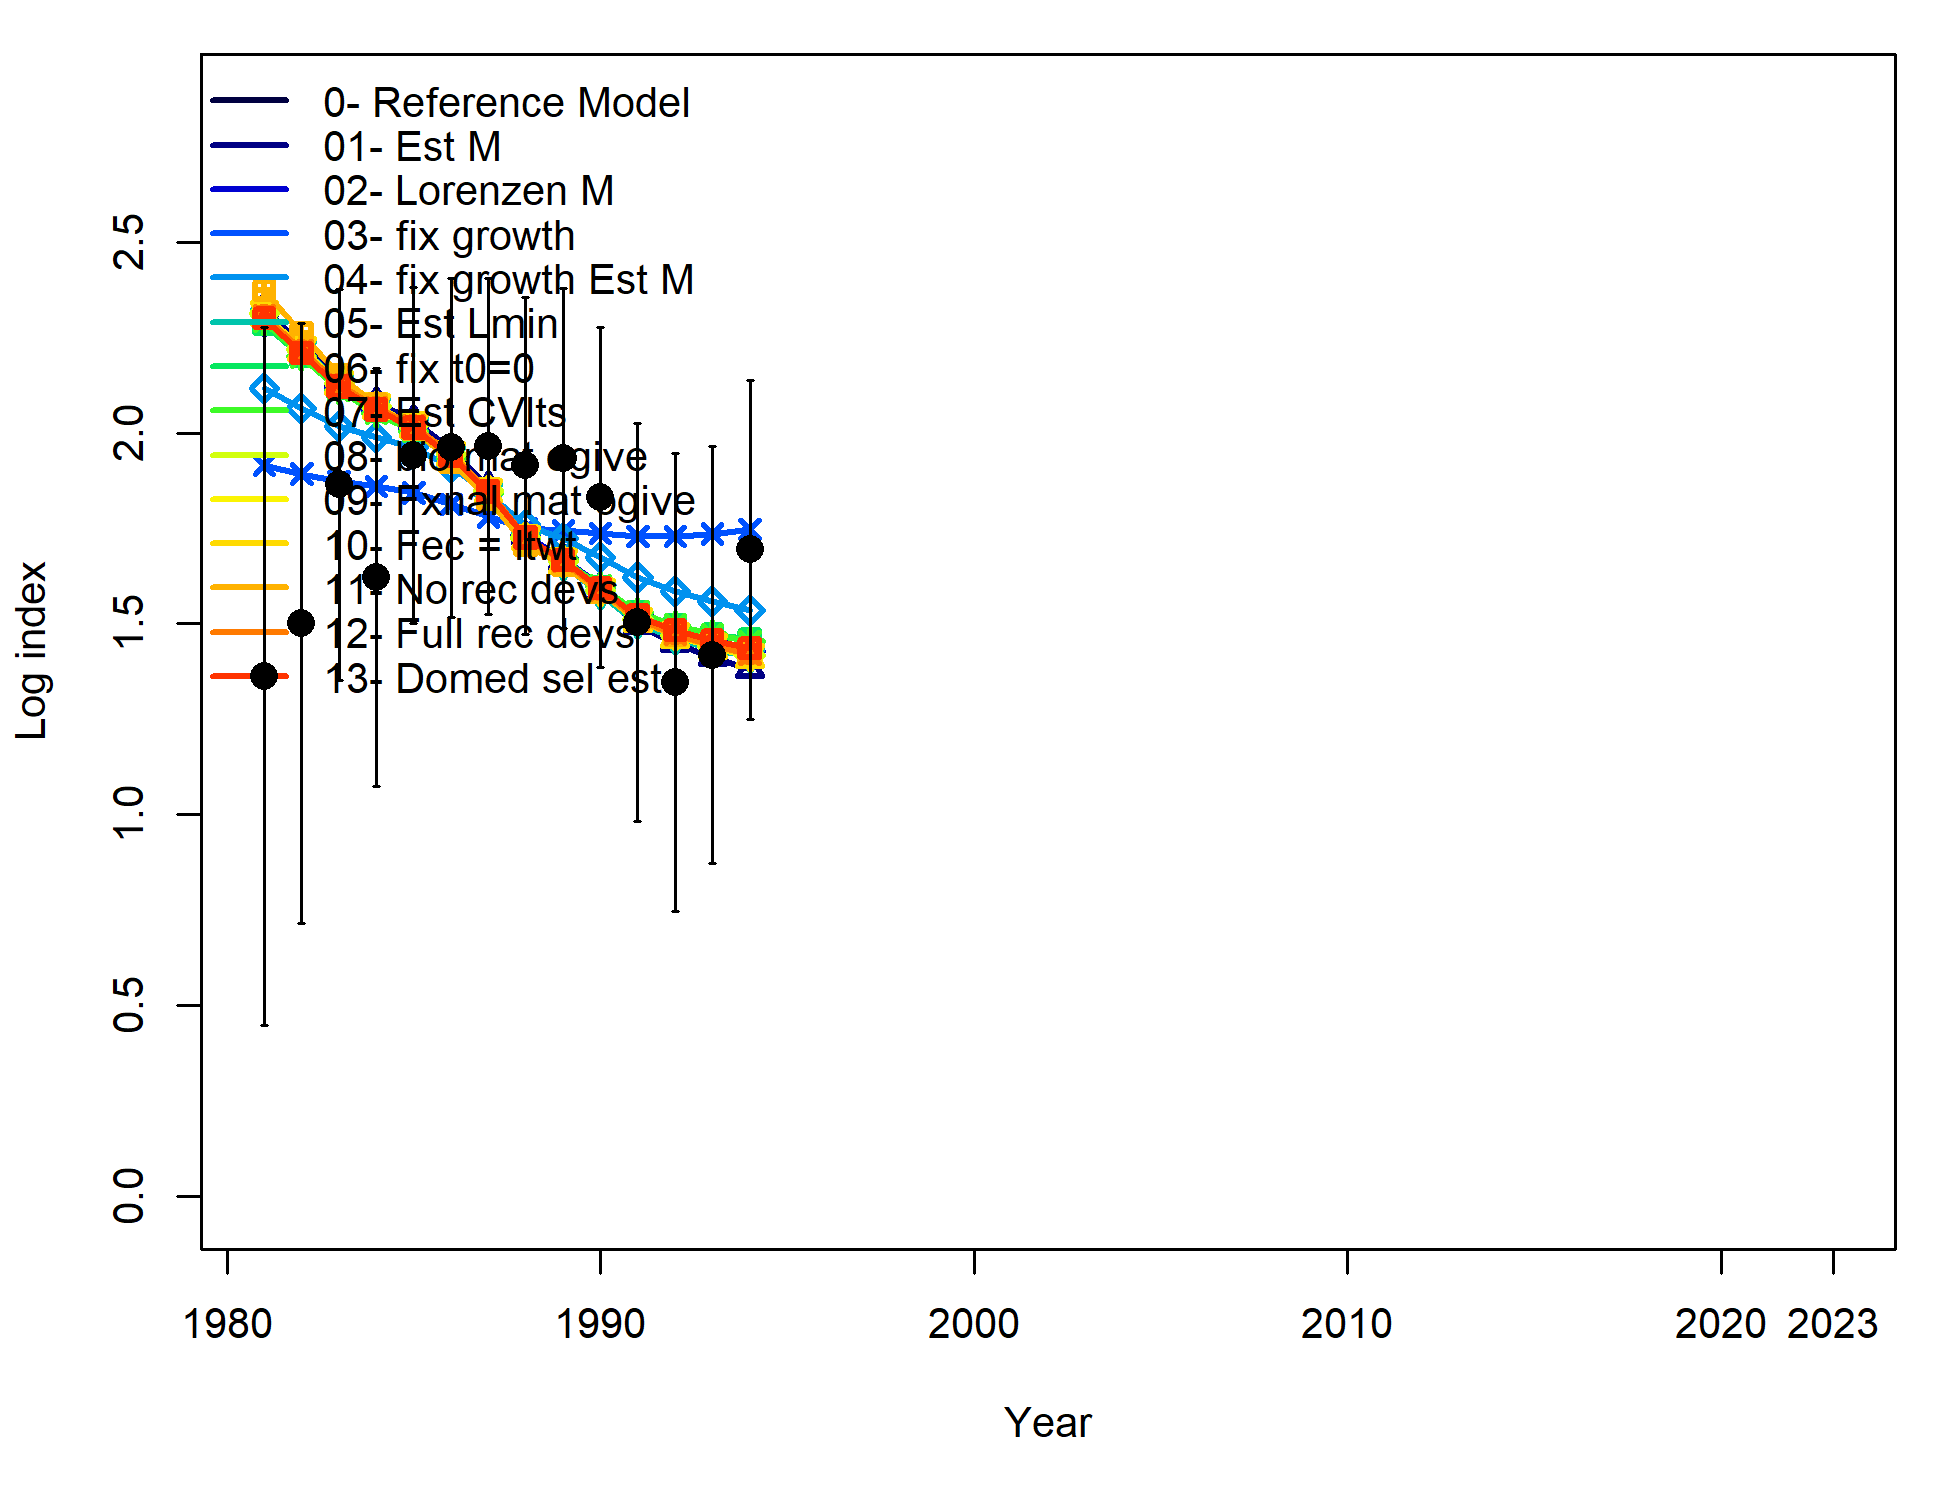 0- Reference Model
01- Est M
02- Lorenzen M
03- fix growth
04- fix growth Est M
05- Est Lmin
06- fix t0=0
07- Est CVlts
08- bio mat ogive
09- Fxnal mat ogive
10- Fec = ltwt
11- No rec devs
12- Full rec devs
13- Domed sel est
Log index
2.5
2.0
1.5
1.0
0.5
0.0
1980 1990 2000 2010 2020 2023
Year